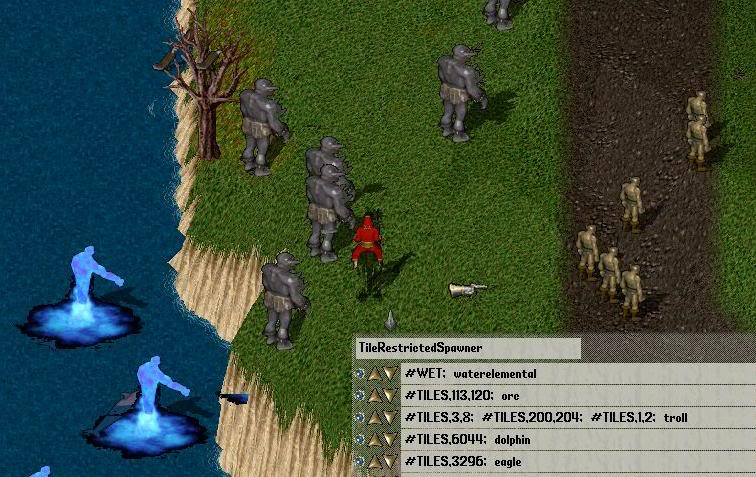 TileRestrictedSpawner
#WET; waterelemental
#TILES,113,120; orc
#TILES,3,8; #TILES,200,204; #TILES,1,2; troll
#TILES,6044; dolphin
#TILES,3296; eagle